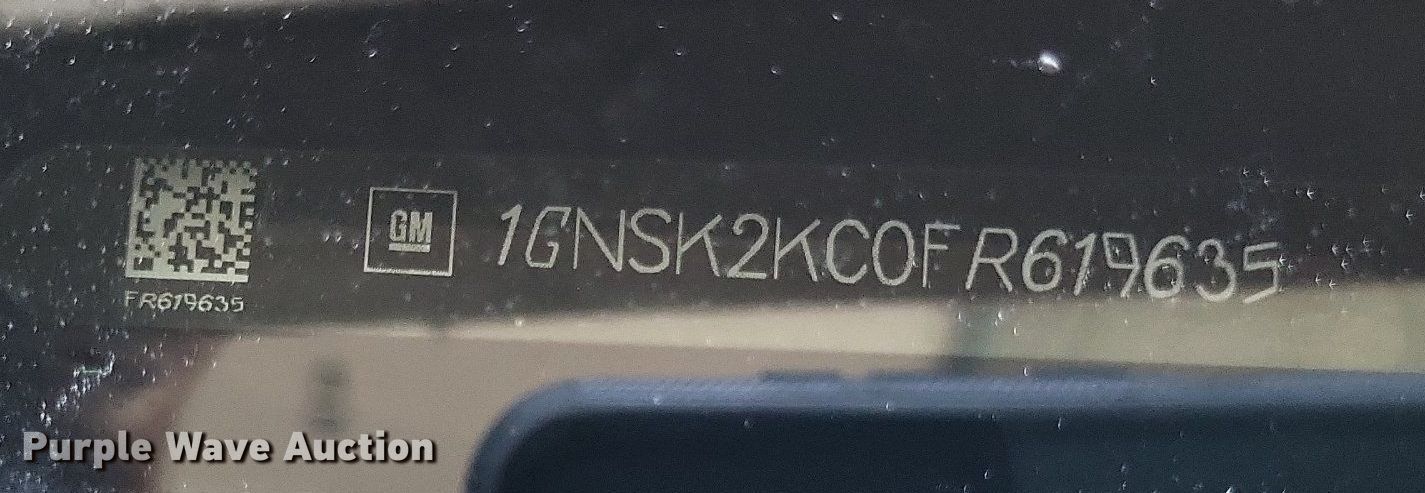 GM
1GNSK2KC0FR619635
FR619635
Purple Wave Auction